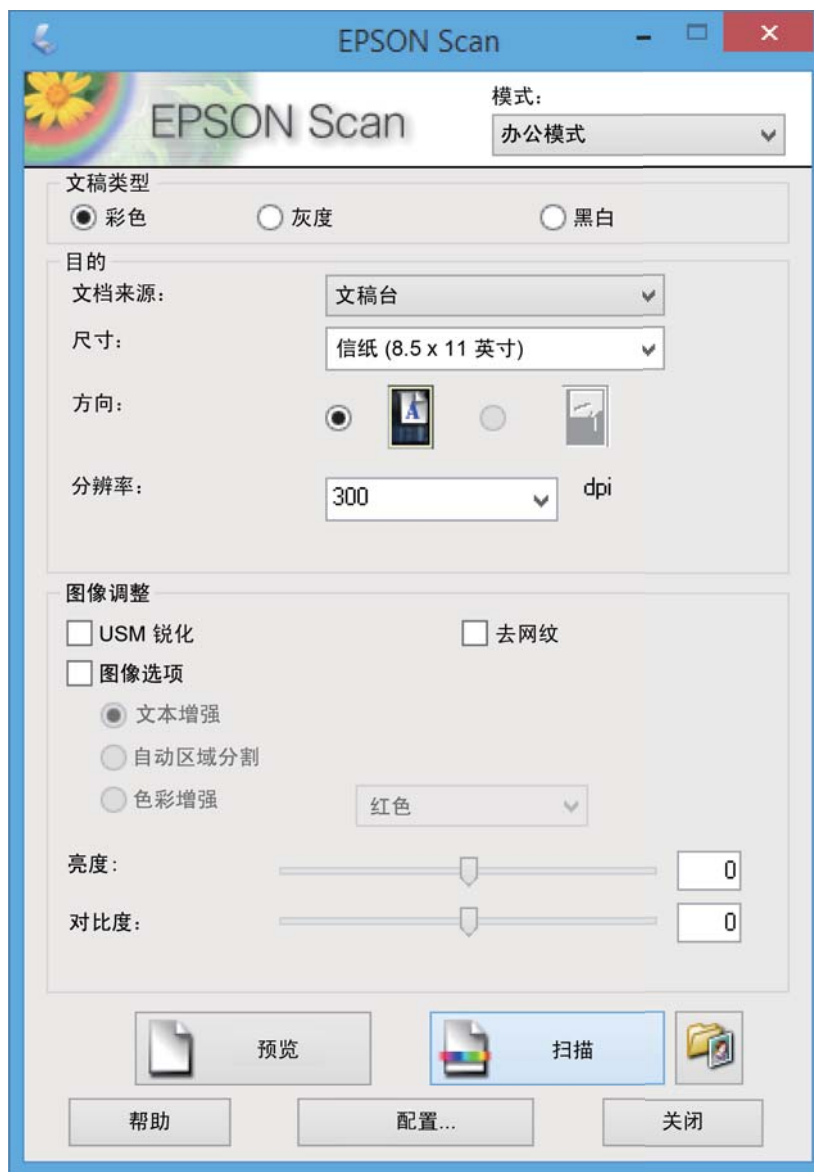 EPSON Scan
EPSON Scan
模式：
办公模式
文稿类型
彩色 灰度 黑白
目的
文档来源： 文稿台
尺寸： 信纸 (8.5 x 11 英寸)
方向： A
分辨率： 300 dpi
图像调整
USM 锐化 去网纹
图像选项
文本增强
自动区域分割
色彩增强 红色
亮度： 0
对比度： 0
预览 扫描
帮助 配置... 关闭